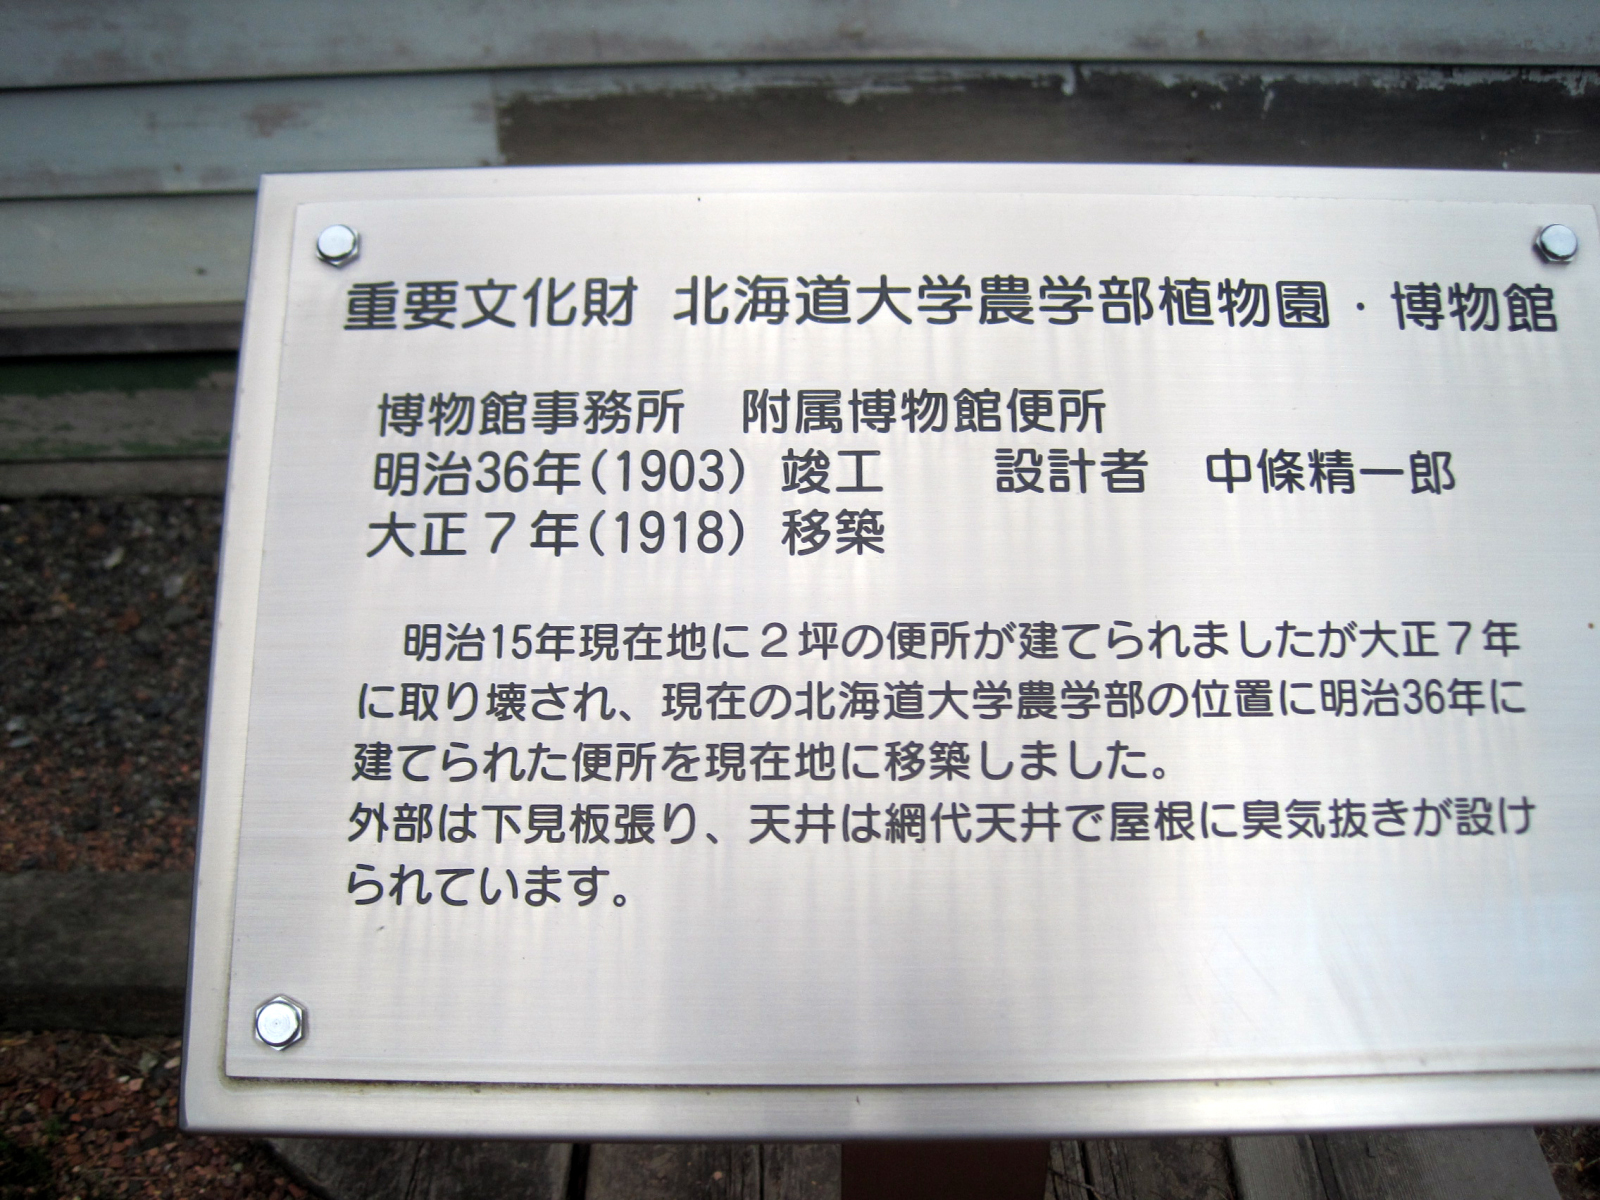 重要文化財 北海道大学農学部植物園・博物館
博物館事務所　附属博物館便所
明治36年(1903) 竣工　設計者　中條精一郎
大正７年(1918) 移築
明治15年現在地に２坪の便所が建てられましたが大正７年
に取り壊され、現在の北海道大学農学部の位置に明治36年に
建てられた便所を現在地に移築しました。
外部は下見板張り、天井は網代天井で屋根に臭気抜きが設け
られています。